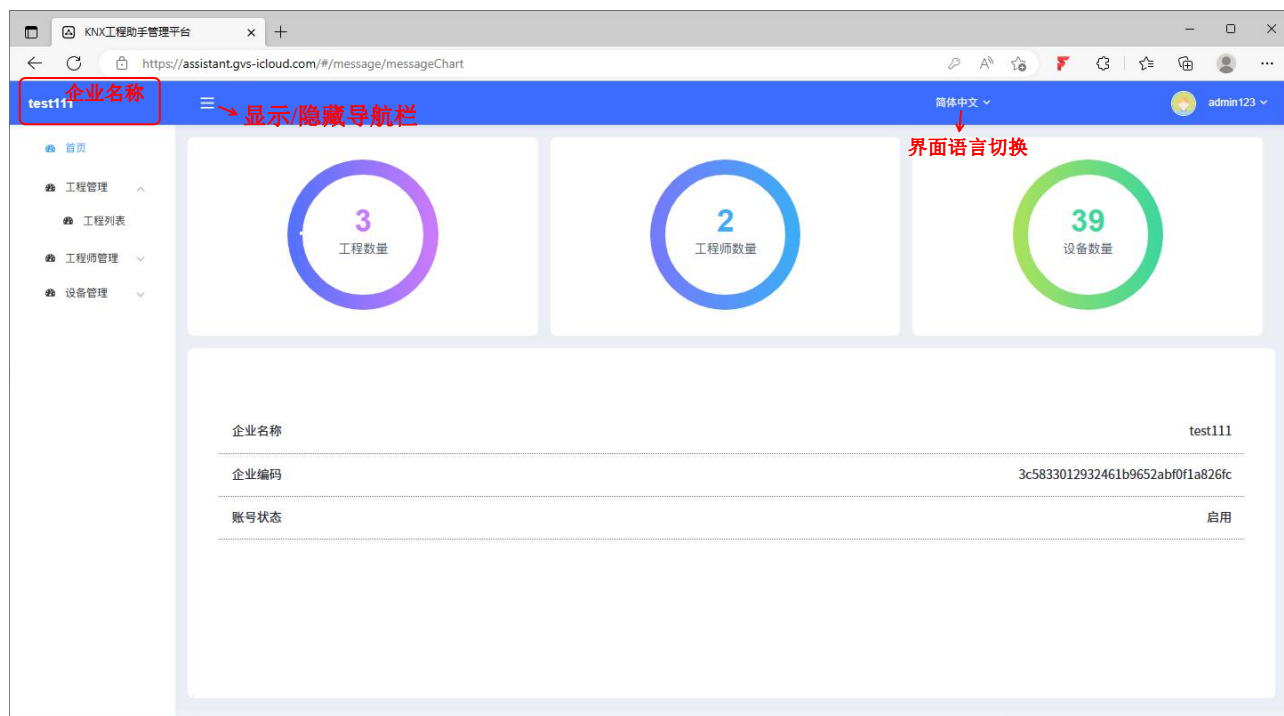 KNX工程助手管理平台
https://assistant.gvs-icloud.com/#/message/messageChart
test111
企业名称
显示/隐藏导航栏
简体中文
admin123
界面语言切换
首页
工程管理
工程列表
工程师管理
设备管理
3
工程数量
2
工程师数量
39
设备数量
企业名称 test111
企业编码 3c5833012932461b9652abf0f1a826fc
账号状态 启用